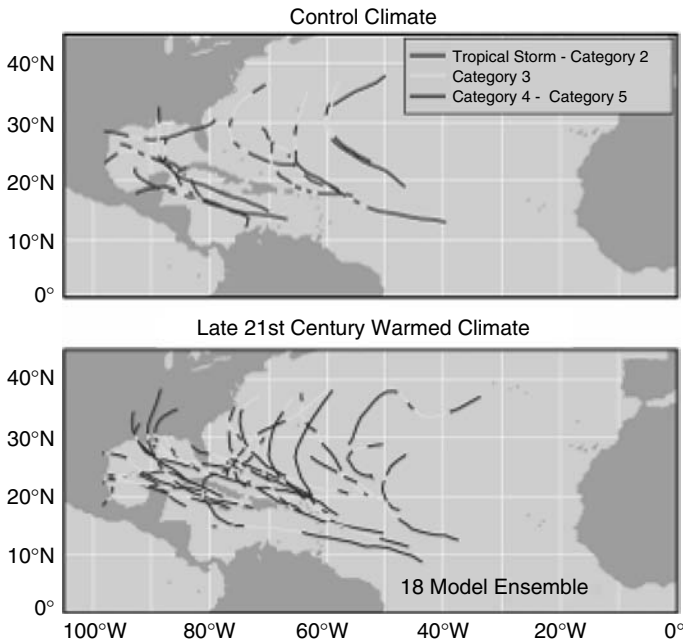 Control Climate
40°N
30°N
20°N
10°N
0°
Tropical Storm - Category 2
Category 3
Category 4 - Category 5
Late 21st Century Warmed Climate
40°N
30°N
20°N
10°N
0°
18 Model Ensemble
100°W 80°W 60°W 40°W 20°W 0°